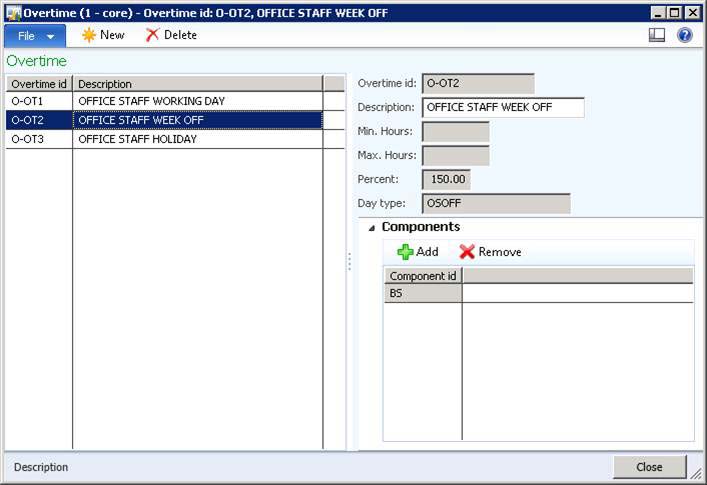 Overtime (1 - core) - Overtime id: O-OT2, OFFICE STAFF WEEK OFF
File New Delete
Overtime
Overtime id Description
O-OT1 OFFICE STAFF WORKING DAY
O-OT2 OFFICE STAFF WEEK OFF
O-OT3 OFFICE STAFF HOLIDAY
Overtime id: O-OT2
Description: OFFICE STAFF WEEK OFF
Min. Hours:
Max. Hours:
Percent: 150.00
Day type: OSOFF
Components
Add Remove
Component id
BS
Description Close